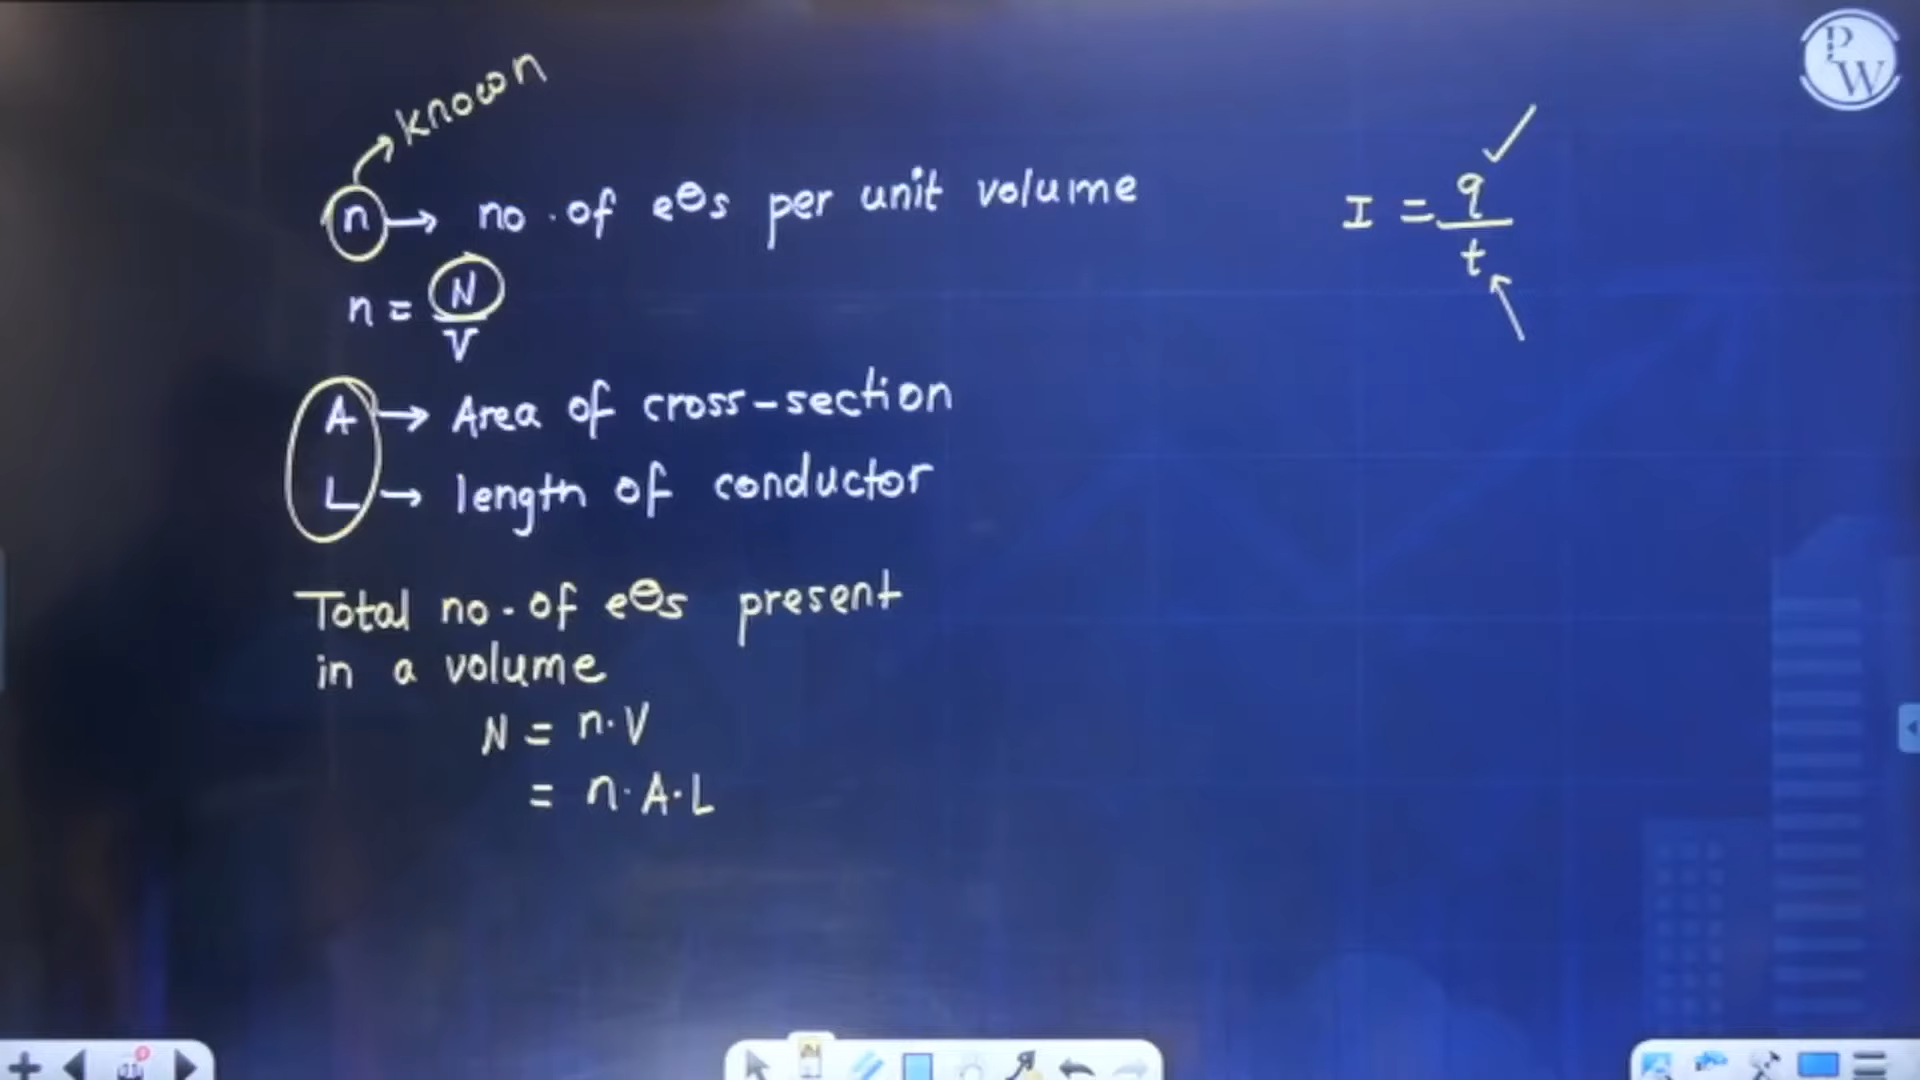 known
n → no. of e⊖s per unit volume
I = q/t
n = N/V
A → Area of cross-section
L → length of conductor
Total no. of e⊖s present
in a volume
N = n·V
= n·A·L
PW